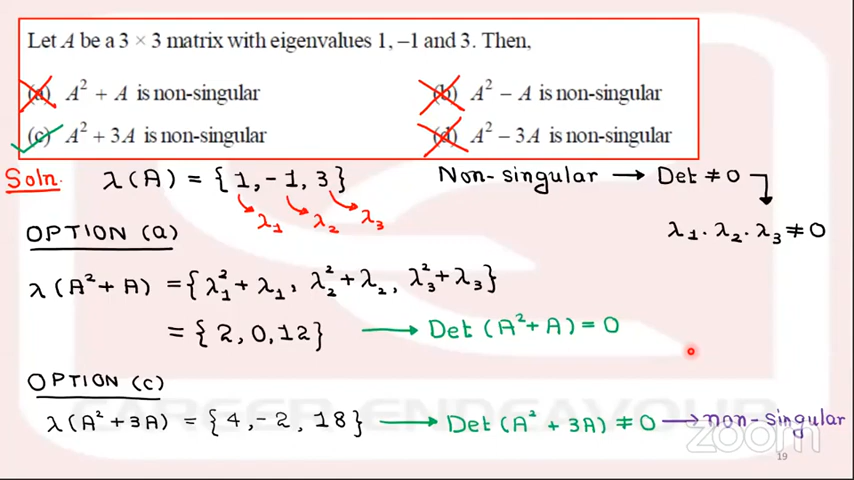 Let A be a 3 × 3 matrix with eigenvalues 1, –1 and 3. Then,
(a) A² + A is non-singular
(b) A² – A is non-singular
(c) A² + 3A is non-singular
(d) A² – 3A is non-singular
Soln. λ(A) = {1, -1, 3}
Non-singular → Det ≠ 0
λ₁ λ₂ λ₃
λ₁ · λ₂ · λ₃ ≠ 0
OPTION (a)
λ(A² + A) = {λ₁² + λ₁, λ₂² + λ₂, λ₃² + λ₃}
= {2, 0, 12} → Det (A² + A) = 0
OPTION (c)
λ(A² + 3A) = {4, -2, 18} → Det (A² + 3A) ≠ 0 → non-singular
CAREER ENDEAVOUR
zoom
19